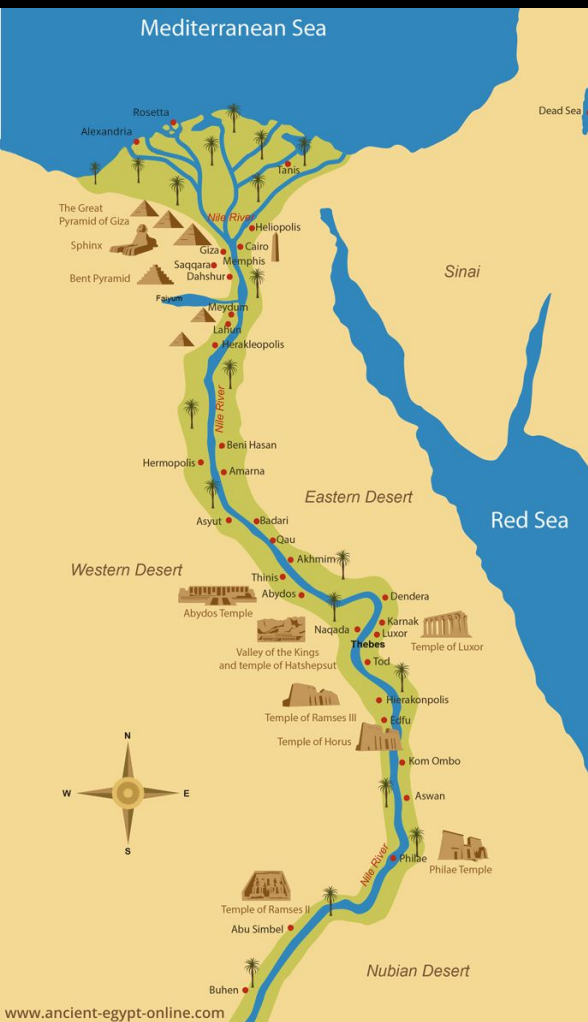 Mediterranean Sea
Dead Sea
Rosetta
Alexandria
Tanis
The Great
Pyramid of Giza
Nile River
Heliopolis
Sphinx
Giza
Cairo
Saqqara
Memphis
Sinai
Bent Pyramid
Dahshur
Faiyum
Meydum
Lahun
Herakleopolis
Nile River
Beni Hasan
Hermopolis
Amarna
Eastern Desert
Asyut
Badari
Red Sea
Qau
Akhmim
Western Desert
Thinis
Abydos
Dendera
Abydos Temple
Karnak
Naqada
Luxor
Thebes
Temple of Luxor
Valley of the Kings
and temple of Hatshepsut
Tod
Hierakonpolis
Temple of Ramses III
Edfu
Temple of Horus
N
W
E
S
Kom Ombo
Aswan
Nile River
Philae
Philae Temple
Temple of Ramses II
Abu Simbel
Nubian Desert
Buhen
www.ancient-egypt-online.com